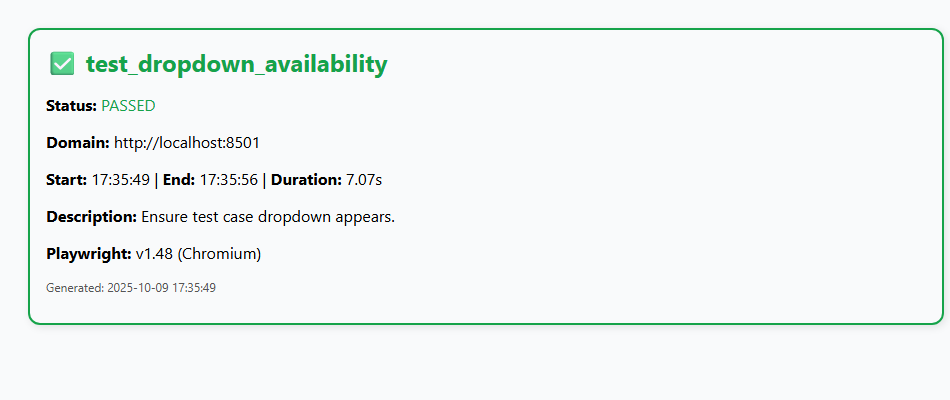 ✅ test_dropdown_availability
Status: PASSED
Domain: http://localhost:8501
Start: 17:35:49 | End: 17:35:56 | Duration: 7.07s
Description: Ensure test case dropdown appears.
Playwright: v1.48 (Chromium)
Generated: 2025-10-09 17:35:49